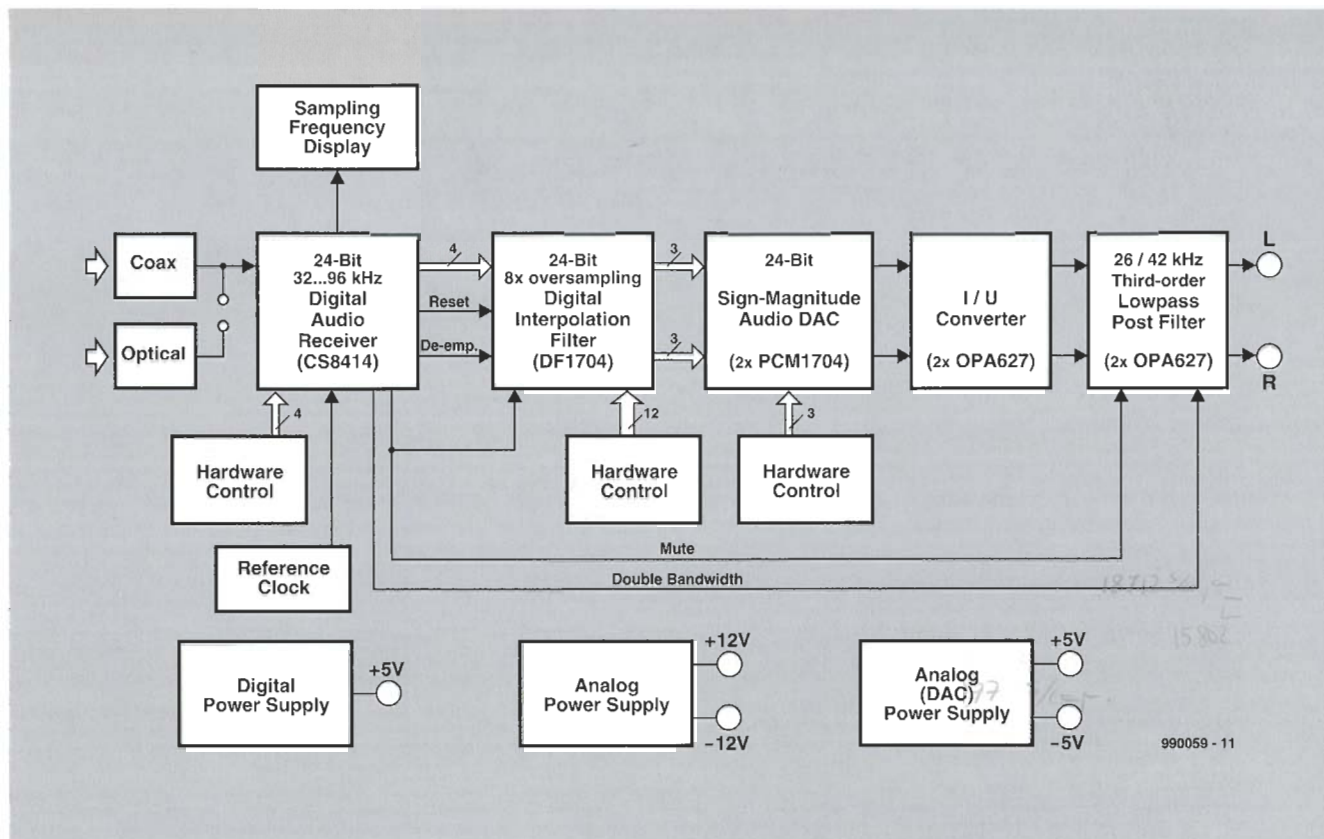 Sampling
Frequency
Display
Coax
Optical
24-Bit
32...96 kHz
Digital
Audio
Receiver
(CS8414)
4
Reset
De-emp.
24-Bit
8x oversampling
Digital
Interpolation
Filter
(DF1704)
3
3
24-Bit
Sign-Magnitude
Audio DAC
(2x PCM1704)
I / U
Converter
(2x OPA627)
26 / 42 kHz
Third-order
Lowpass
Post Filter
(2x OPA627)
L
R
4
12
3
Hardware
Control
Hardware
Control
Hardware
Control
Reference
Clock
Mute
Double Bandwidth
Digital
Power Supply
+5V
Analog
Power Supply
+12V
–12V
Analog
(DAC)
Power Supply
+5V
–5V
990059 - 11